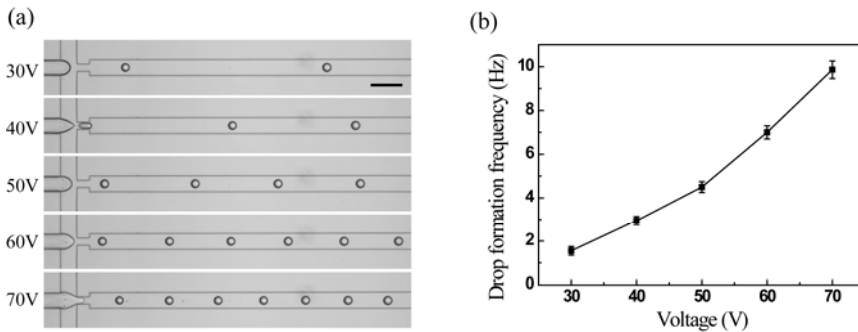 (a)
30V
40V
50V
60V
70V
(b)
Drop formation frequency (Hz)
10
8
6
4
2
0
30 40 50 60 70
Voltage (V)